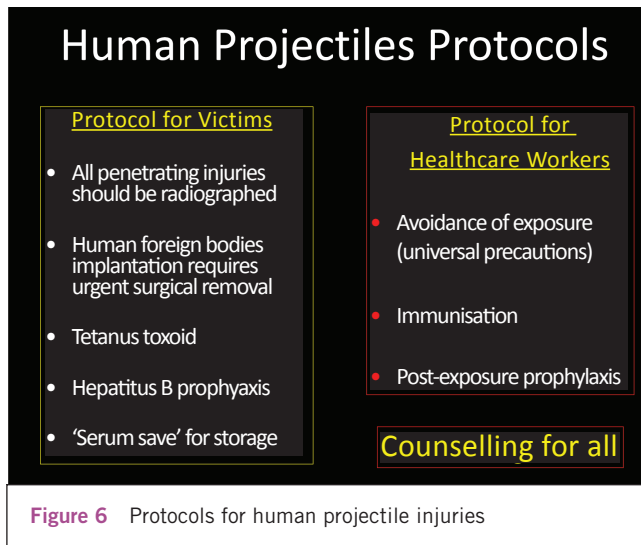 Human Projectiles Protocols
Protocol for Victims
• All penetrating injuries
should be radiographed
• Human foreign bodies
implantation requires
urgent surgical removal
• Tetanus toxoid
• Hepatitus B prophyaxis
• ‘Serum save’ for storage
Protocol for
Healthcare Workers
• Avoidance of exposure
(universal precautions)
• Immunisation
• Post-exposure prophylaxis
Counselling for all
Figure 6 Protocols for human projectile injuries